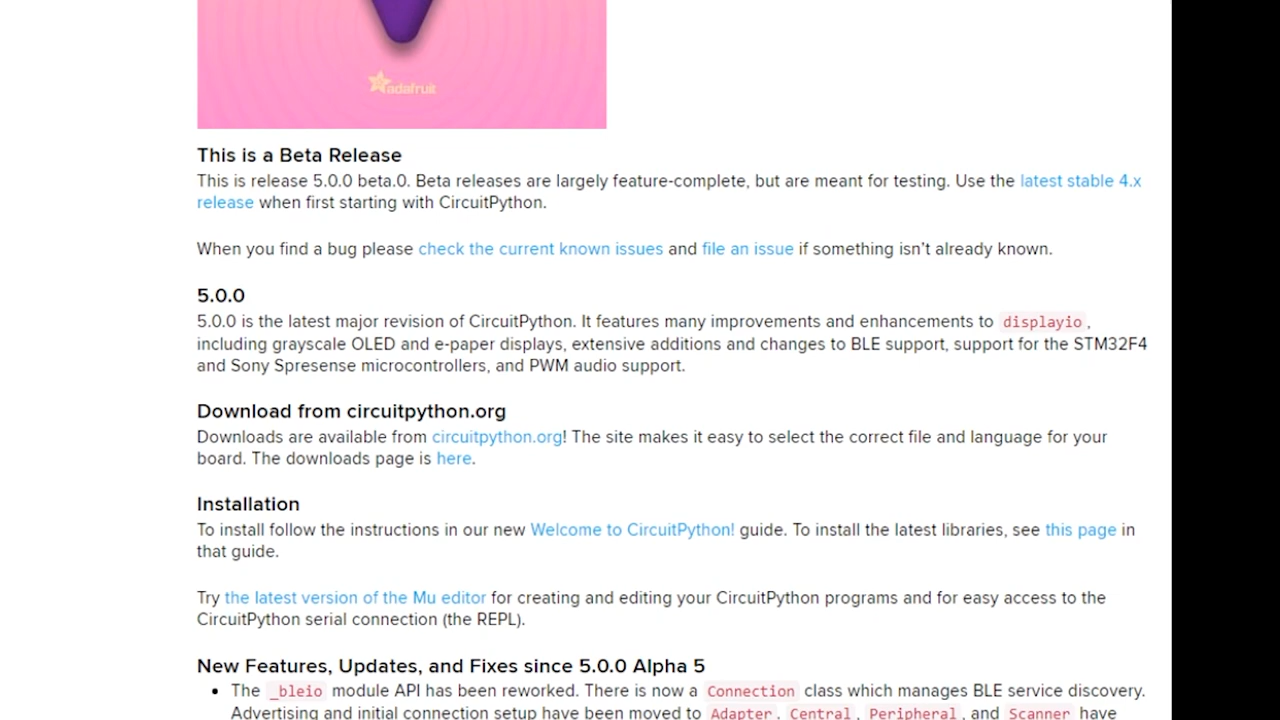 adafruit
This is a Beta Release
This is release 5.0.0 beta.0. Beta releases are largely feature-complete, but are meant for testing. Use the latest stable 4.x
release when first starting with CircuitPython.
When you find a bug please check the current known issues and file an issue if something isn’t already known.
5.0.0
5.0.0 is the latest major revision of CircuitPython. It features many improvements and enhancements to displayio,
including grayscale OLED and e-paper displays, extensive additions and changes to BLE support, support for the STM32F4
and Sony Spresense microcontrollers, and PWM audio support.
Download from circuitpython.org
Downloads are available from circuitpython.org! The site makes it easy to select the correct file and language for your
board. The downloads page is here.
Installation
To install follow the instructions in our new Welcome to CircuitPython! guide. To install the latest libraries, see this page in
that guide.
Try the latest version of the Mu editor for creating and editing your CircuitPython programs and for easy access to the
CircuitPython serial connection (the REPL).
New Features, Updates, and Fixes since 5.0.0 Alpha 5
• The _bleio module API has been reworked. There is now a Connection class which manages BLE service discovery.
Advertising and initial connection setup have been moved to Adapter. Central, Peripheral, and Scanner have